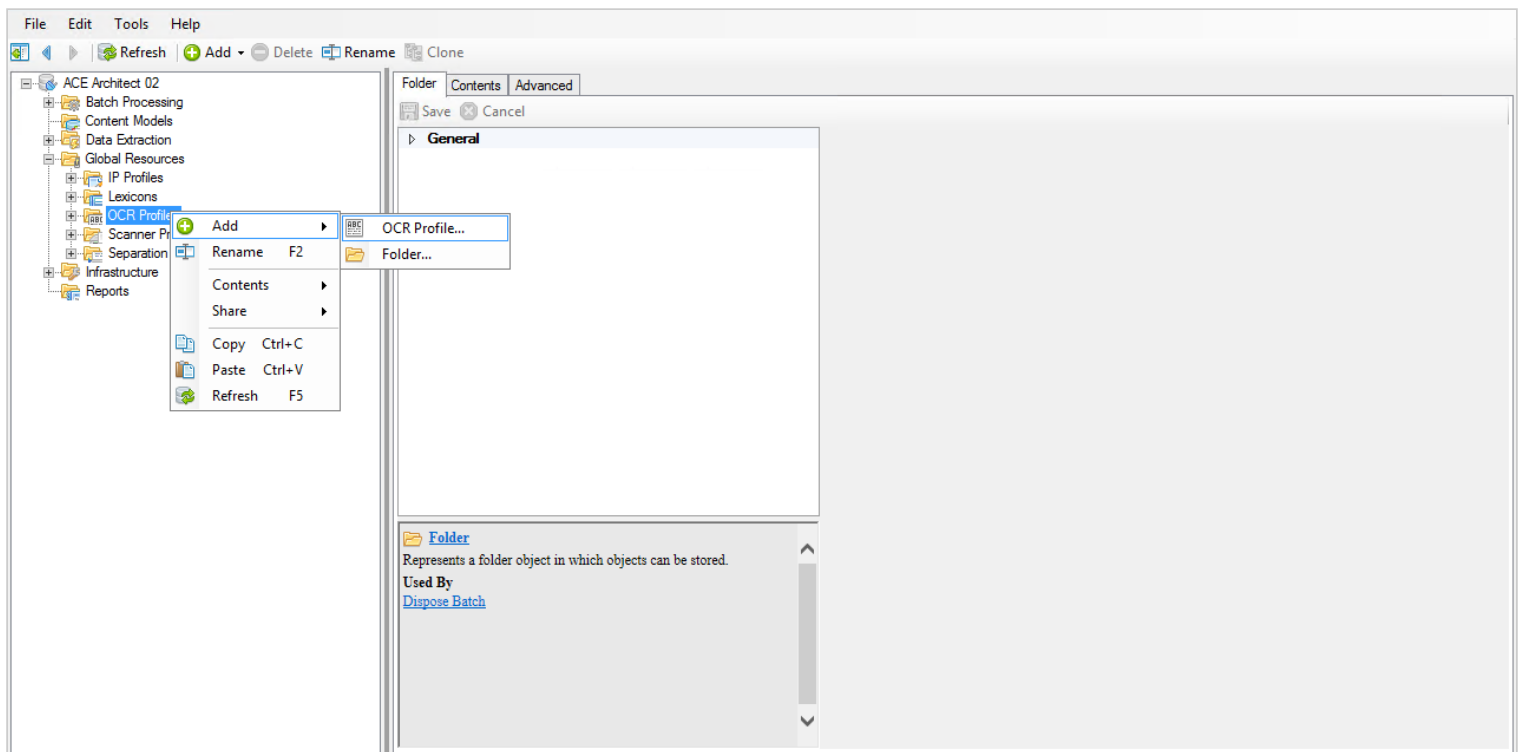 File Edit Tools Help
Refresh Add Delete Rename Clone
ACE Architect 02
Batch Processing
Content Models
Data Extraction
Global Resources
IP Profiles
Lexicons
OCR Profile
Scanner Pr
Separation
Infrastructure
Reports
Add
Rename F2
Contents
Share
Copy Ctrl+C
Paste Ctrl+V
Refresh F5
OCR Profile...
Folder...
Folder Contents Advanced
Save Cancel
General
Folder
Represents a folder object in which objects can be stored.
Used By
Dispose Batch